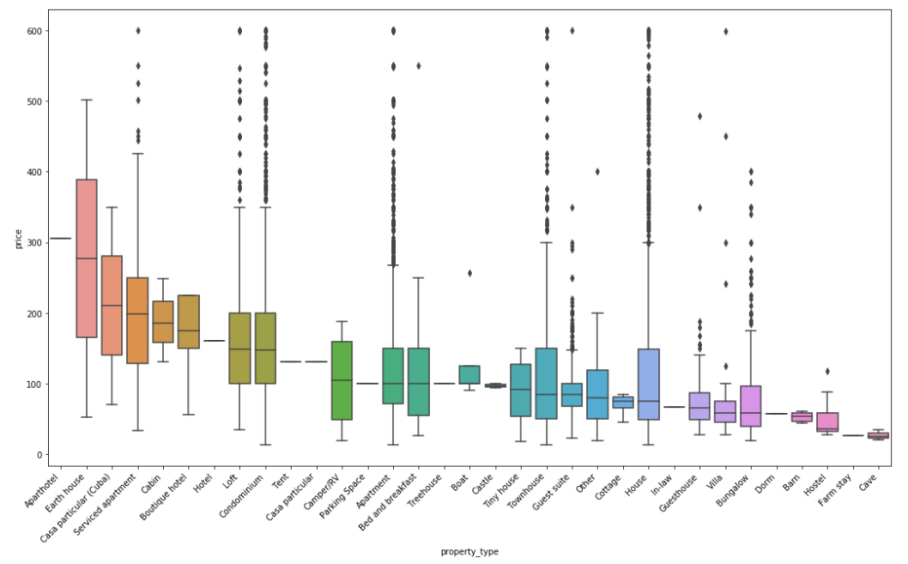 600
500
400
300
200
100
0
price
Aparthotel
Earth house
Casa particular (Cuba)
Serviced apartment
Cabin
Boutique hotel
Hotel
Loft
Condominium
Tent
Casa particular
Camper/RV
Parking Space
Apartment
Bed and breakfast
Treehouse
Boat
Castle
Tiny house
Townhouse
Guest suite
Other
Cottage
House
In-law
Guesthouse
Villa
Bungalow
Dorm
Barn
Hostel
Farm stay
Cave
property_type